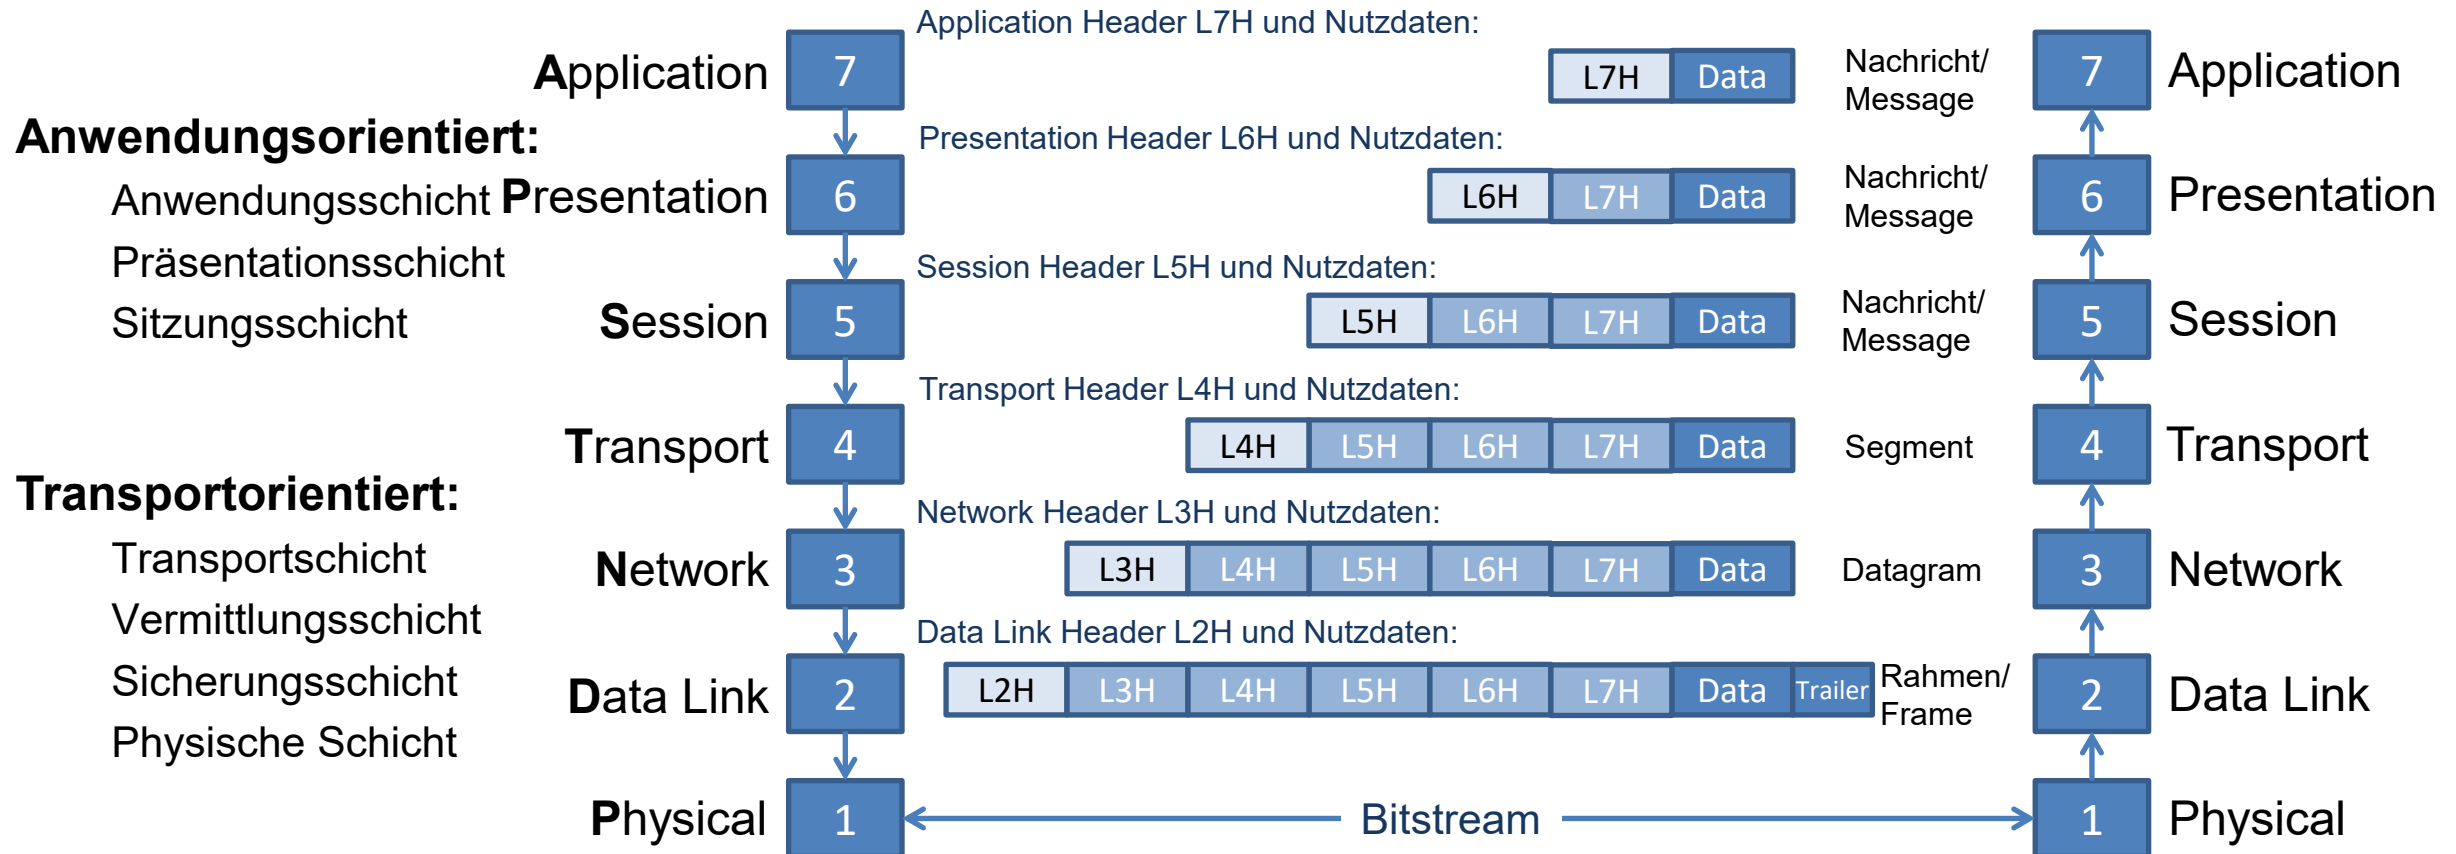 Application Header L7H und Nutzdaten:
Application 7 L7H Data Nachricht/
Message 7 Application
Anwendungsorientiert:
Presentation Header L6H und Nutzdaten:
Anwendungsschicht Presentation 6 L6H L7H Data Nachricht/
Message 6 Presentation
Präsentationsschicht
Session Header L5H und Nutzdaten:
Sitzungsschicht Session 5 L5H L6H L7H Data Nachricht/
Message 5 Session
Transport Header L4H und Nutzdaten:
Transport 4 L4H L5H L6H L7H Data Segment 4 Transport
Transportorientiert:
Network Header L3H und Nutzdaten:
Transportschicht
Network 3 L3H L4H L5H L6H L7H Data Datagram 3 Network
Vermittlungsschicht
Data Link Header L2H und Nutzdaten:
Sicherungsschicht
Data Link 2 L2H L3H L4H L5H L6H L7H Data Trailer Rahmen/
Frame 2 Data Link
Physische Schicht
Physical 1 Bitstream 1 Physical